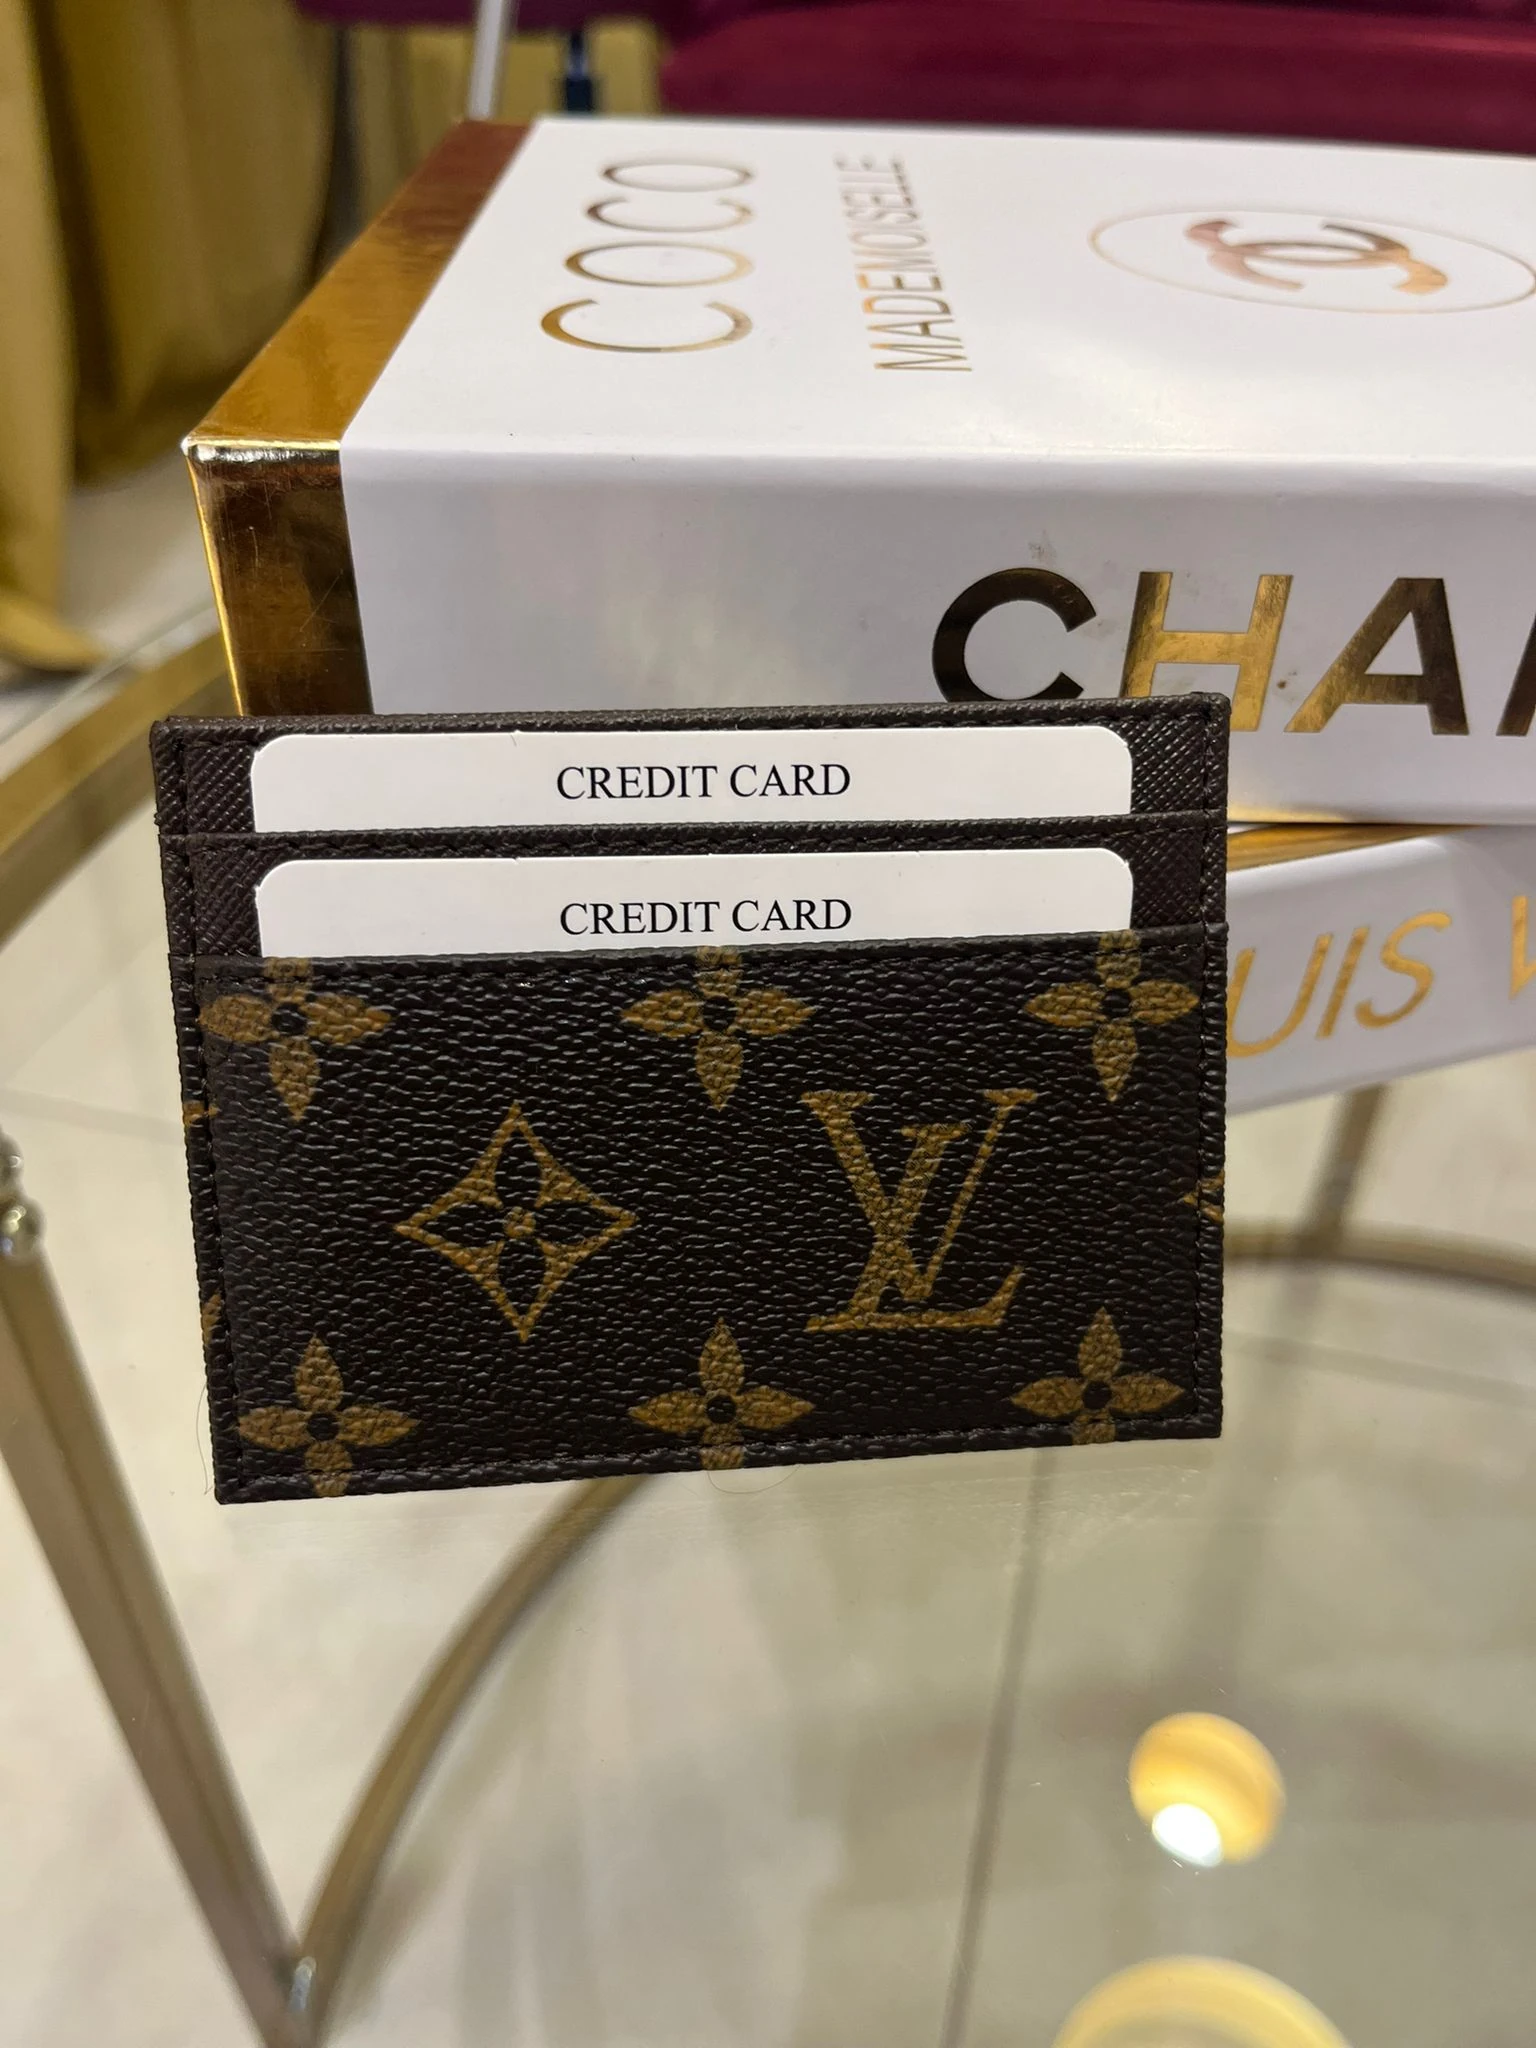 COCO
MADEMOISELLE
CHA
CREDIT CARD
CREDIT CARD
UIS V
LV